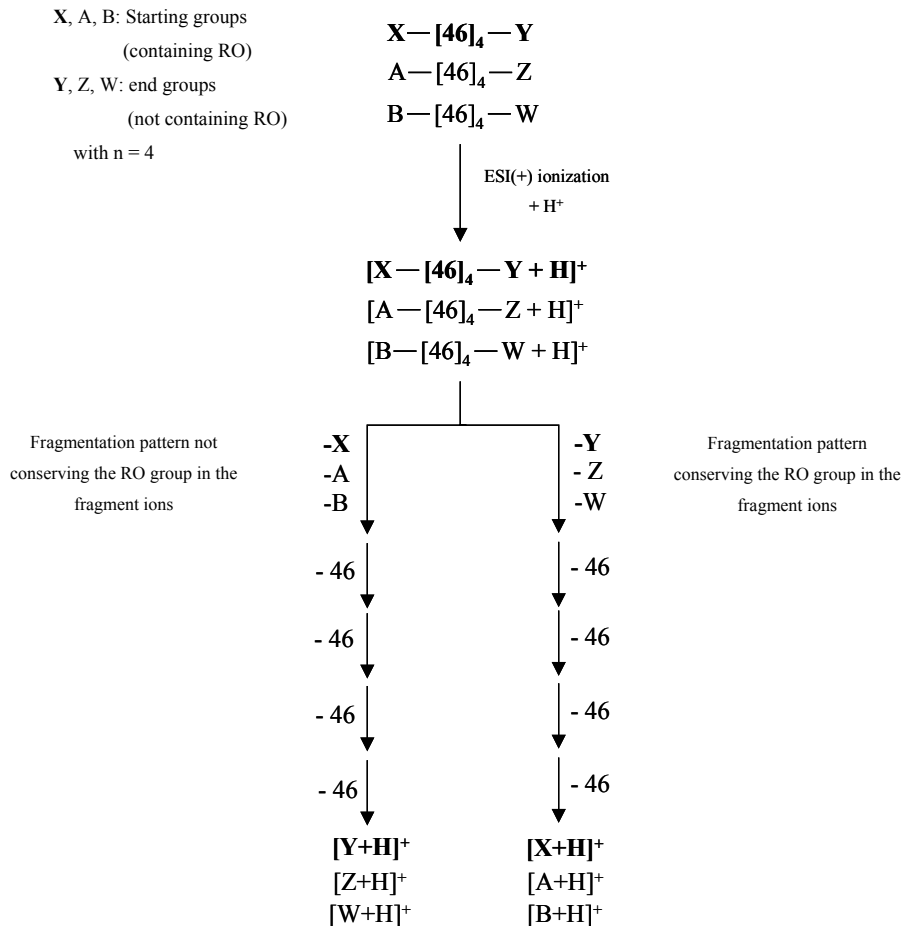 X, A, B: Starting groups
(containing RO)
Y, Z, W: end groups
(not containing RO)
with n = 4
X — [46]₄ — Y
A — [46]₄ — Z
B — [46]₄ — W
ESI(+) ionization
+ H⁺
[X — [46]₄ — Y + H]⁺
[A — [46]₄ — Z + H]⁺
[B — [46]₄ — W + H]⁺
Fragmentation pattern not
conserving the RO group in the
fragment ions
-X
-A
-B
-Y
- Z
-W
Fragmentation pattern
conserving the RO group in the
fragment ions
- 46
- 46
- 46
- 46
- 46
- 46
- 46
- 46
[Y+H]⁺
[Z+H]⁺
[W+H]⁺
[X+H]⁺
[A+H]⁺
[B+H]⁺